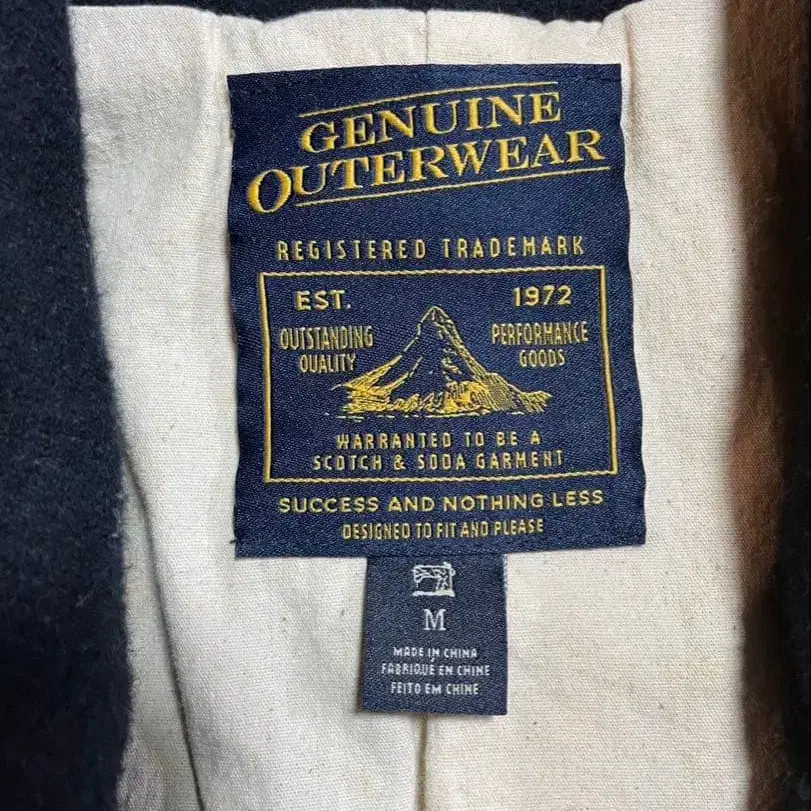 GENUINE
OUTERWEAR
REGISTERED TRADEMARK
EST. 1972
OUTSTANDING QUALITY
PERFORMANCE GOODS
WARRANTED TO BE A
SCOTCH & SODA GARMENT
SUCCESS AND NOTHING LESS
DESIGNED TO FIT AND PLEASE
M
MADE IN CHINA
FABRIQUE EN CHINE
FEITO EM CHINE